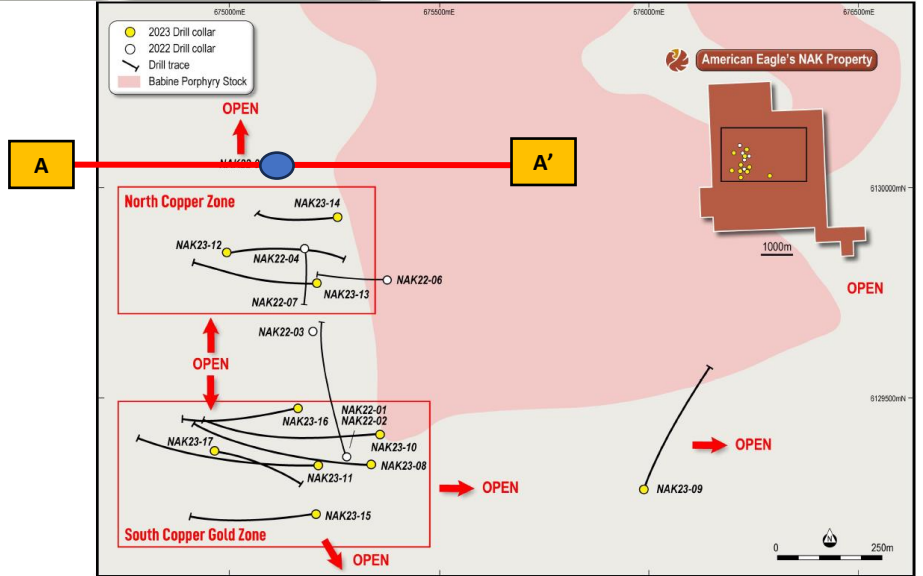 675000mE
675500mE
676000mE
676500mE
2023 Drill collar
2022 Drill collar
Drill trace
Babine Porphyry Stock
American Eagle's NAK Property
OPEN
A
A'
6130000mN
North Copper Zone
NAK23-14
NAK23-12
NAK22-04
NAK22-06
NAK23-13
NAK22-07
1000m
OPEN
NAK22-03
OPEN
6129500mN
NAK22-01
NAK22-02
NAK23-16
NAK23-10
NAK23-17
NAK23-08
NAK23-11
OPEN
OPEN
NAK23-09
NAK23-15
South Copper Gold Zone
OPEN
N
0
250m